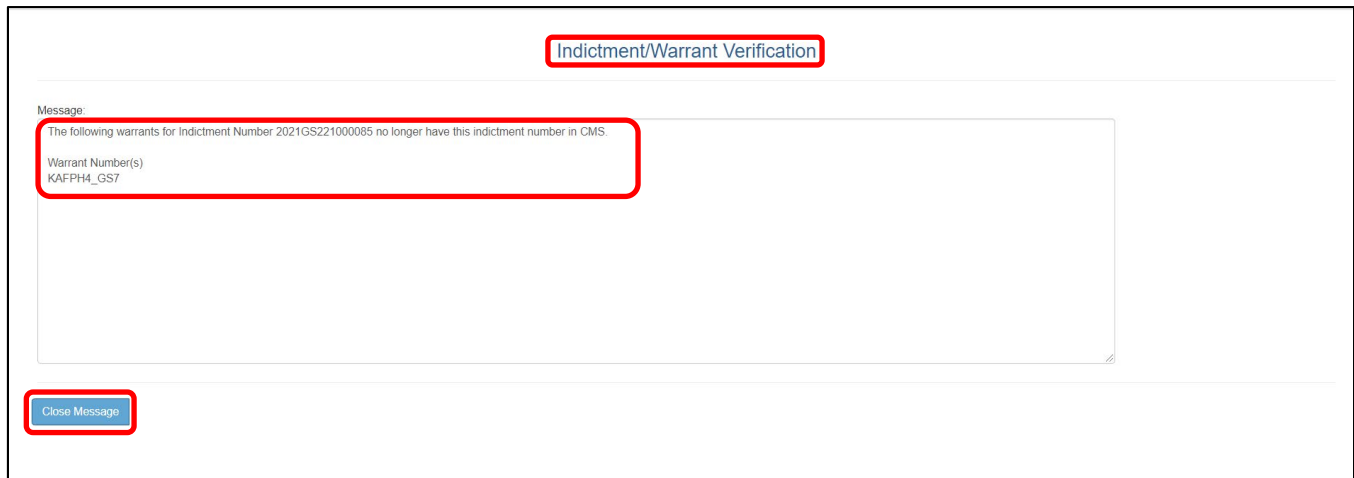 Indictment/Warrant Verification
Message:
The following warrants for Indictment Number 2021GS221000085 no longer have this indictment number in CMS.
Warrant Number(s)
KAFPH4_GS7
Close Message